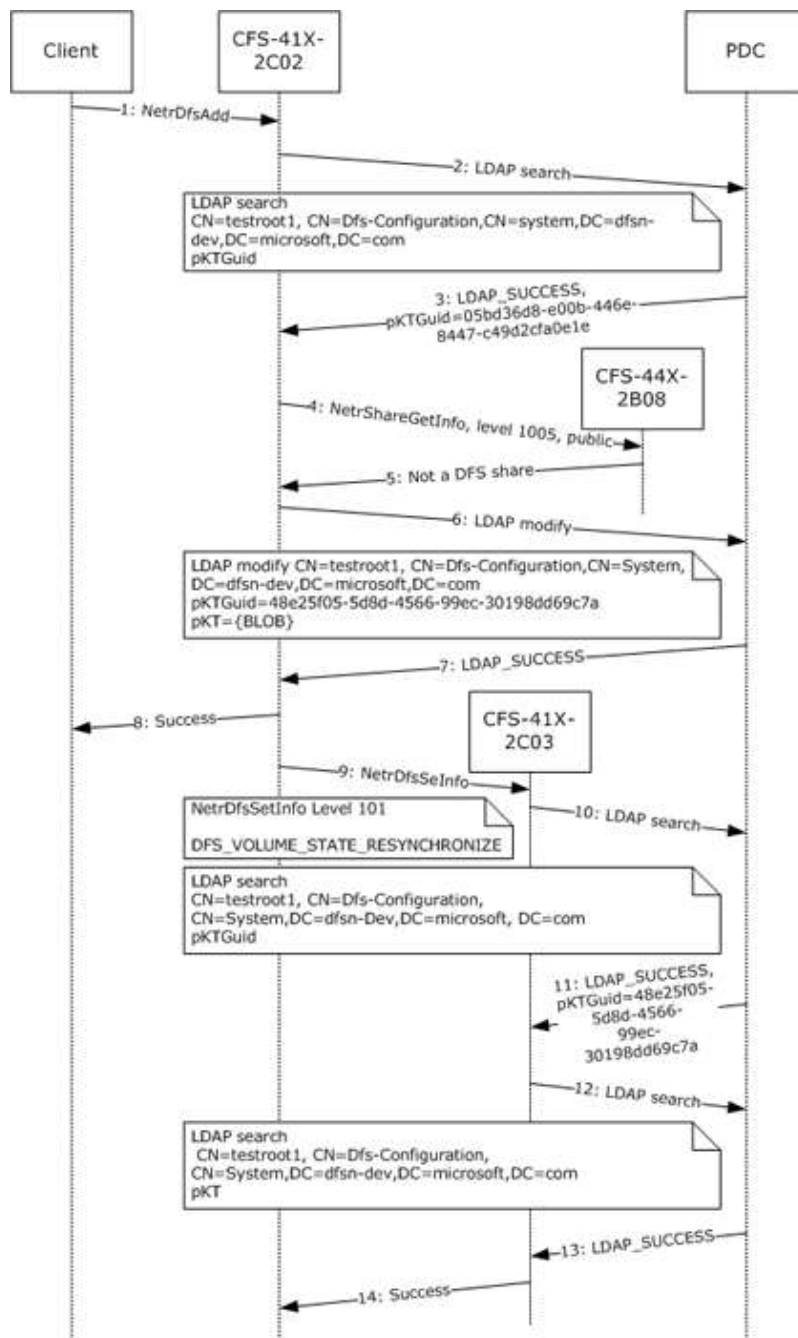 Client
CFS-41X-
2C02
PDC
1: NetrDfsAdd
2: LDAP search
LDAP search
CN=testroot1, CN=Dfs-Configuration,CN=system,DC=dfsn-
dev,DC=microsoft,DC=com
pKTGuid
3: LDAP_SUCCESS,
pKTGuid=05bd36d8-e00b-446e-
8447-c49d2cfa0e1e
CFS-44X-
2B08
4: NetrShareGetInfo, level 1005, public
5: Not a DFS share
6: LDAP modify
LDAP modify CN=testroot1, CN=Dfs-Configuration,CN=System,
DC=dfsn-dev,DC=microsoft,DC=com
pKTGuid=48e25f05-5d8d-4566-99ec-30198dd69c7a
pKT={BLOB}
7: LDAP_SUCCESS
8: Success
CFS-41X-
2C03
9: NetrDfsSeInfo
NetrDfsSetInfo Level 101
DFS_VOLUME_STATE_RESYNCHRONIZE
10: LDAP search
LDAP search
CN=testroot1, CN=Dfs-Configuration,
CN=System,DC=dfsn-Dev,DC=microsoft, DC=com
pKTGuid
11: LDAP_SUCCESS,
pKTGuid=48e25f05-
5d8d-4566-
99ec-
30198dd69c7a
12: LDAP search
LDAP search
CN=testroot1, CN=Dfs-Configuration,
CN=System,DC=dfsn-dev,DC=microsoft,DC=com
pKT
13: LDAP_SUCCESS
14: Success